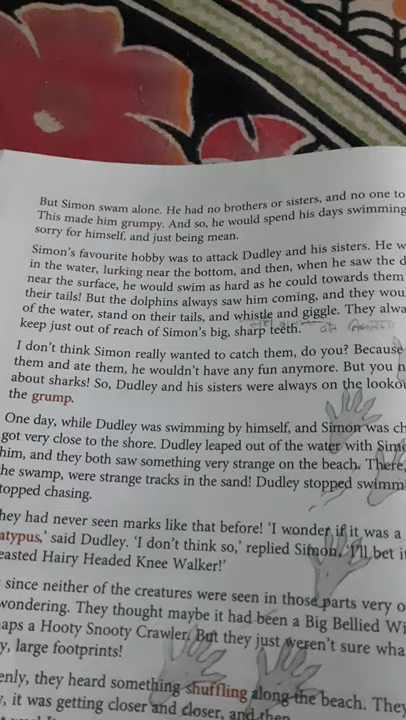 But Simon swam alone. He had no brothers or sisters, and no one to
This made him grumpy. And so, he would spend his days swimming
sorry for himself, and just being mean.
Simon's favourite hobby was to attack Dudley and his sisters. He w
in the water, lurking near the bottom, and then, when he saw the d
near the surface, he would swim as hard as he could towards them
their tails! But the dolphins always saw him coming, and they wou
of the water, stand on their tails, and whistle and giggle. They alwa
keep just out of reach of Simon's big, sharp teeth.
I don't think Simon really wanted to catch them, do you? Because
them and ate them, he wouldn't have any fun anymore. But you n
about sharks! So, Dudley and his sisters were always on the looko
the grump.
One day, while Dudley was swimming by himself, and Simon was ch
got very close to the shore. Dudley leaped out of the water with Simo
him, and they both saw something very strange on the beach. There,
he swamp, were strange tracks in the sand! Dudley stopped swimm
topped chasing.
hey had never seen marks like that before! 'I wonder if it was a
atypus,' said Dudley. 'I don't think so,' replied Simon, 'I'll bet it
easted Hairy Headed Knee Walker!'
since neither of the creatures were seen in those parts very o
wondering. They thought maybe it had been a Big Bellied Wi
aps a Hooty Snooty Crawler. But they just weren't sure wha
y, large footprints!
enly, they heard something shuffling along the beach. They
, it was getting closer and closer, and then